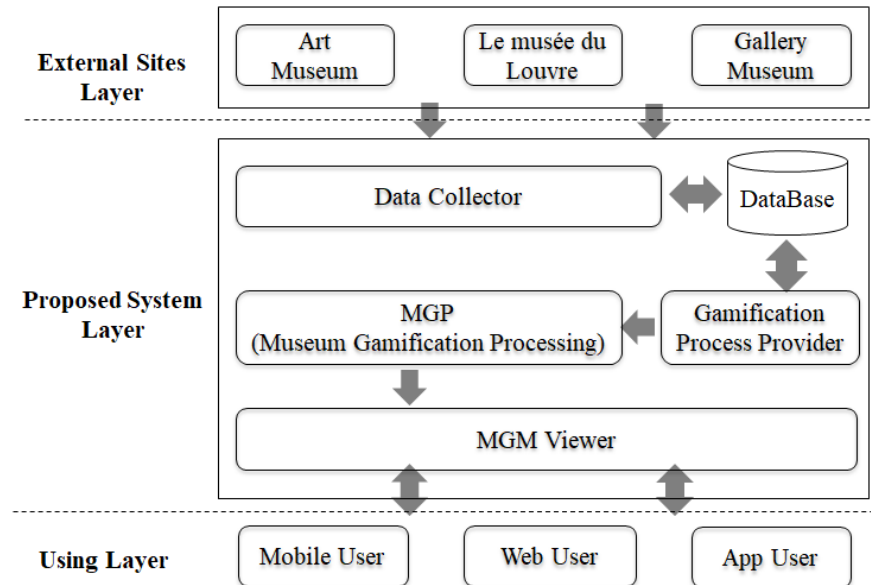 External Sites
Layer
Art
Museum
Le musée du
Louvre
Gallery
Museum
Proposed System
Layer
Data Collector
DataBase
MGP
(Museum Gamification Processing)
Gamification
Process Provider
MGM Viewer
Using Layer
Mobile User
Web User
App User